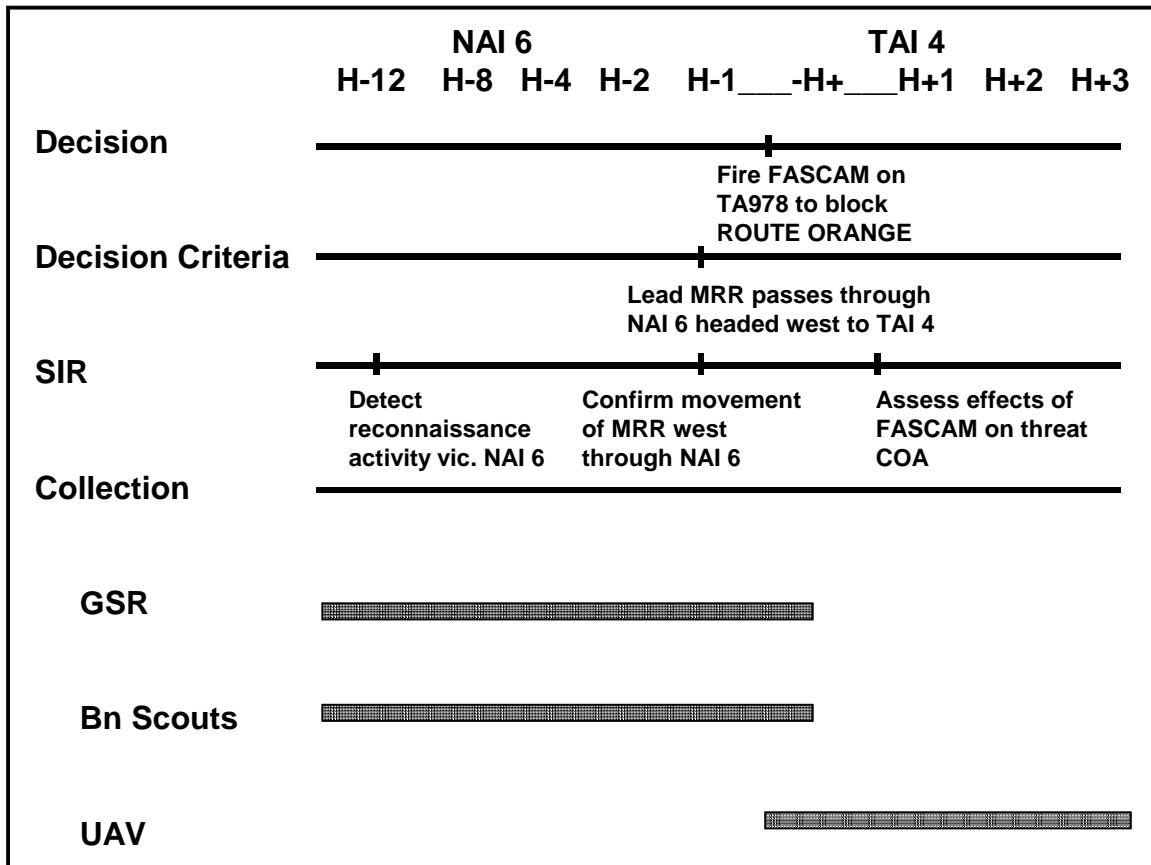 NAI 6 TAI 4
H-12 H-8 H-4 H-2 H-1___-H+___H+1 H+2 H+3
Decision
Fire FASCAM on
TA978 to block
ROUTE ORANGE
Decision Criteria
Lead MRR passes through
NAI 6 headed west to TAI 4
SIR
Detect
reconnaissance
activity vic. NAI 6
Confirm movement
of MRR west
through NAI 6
Assess effects of
FASCAM on threat
COA
Collection
GSR
Bn Scouts
UAV